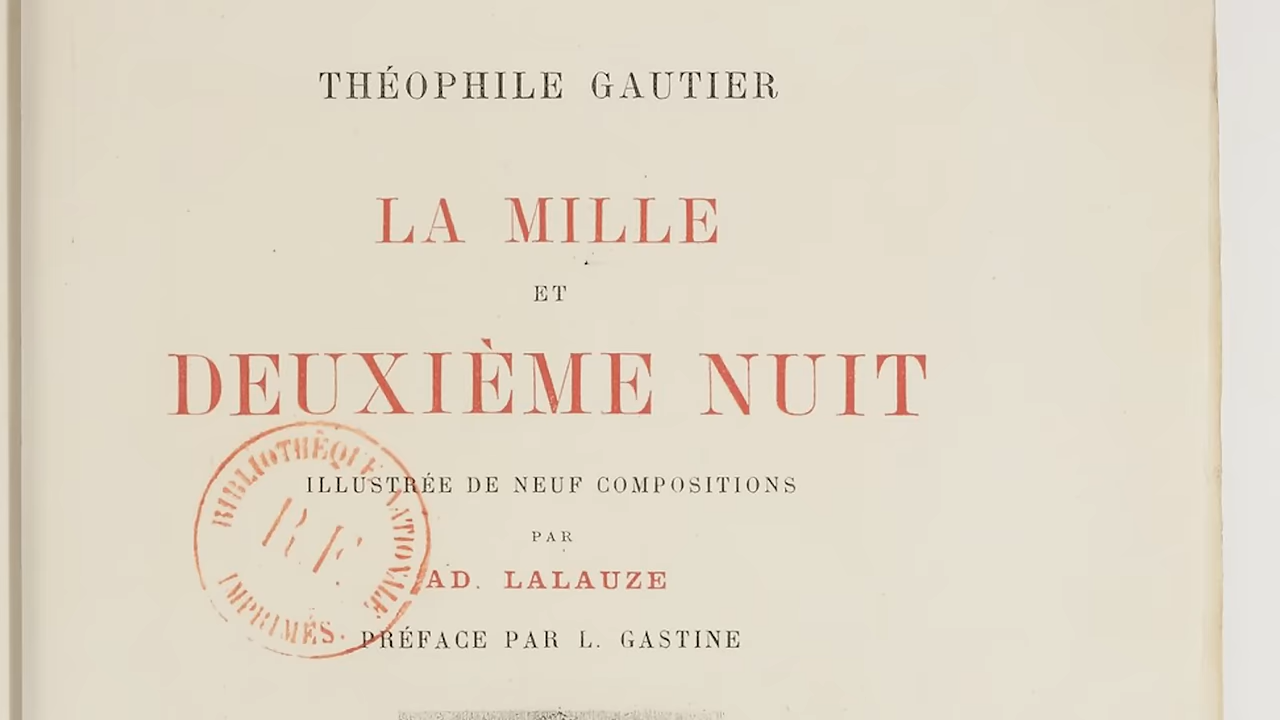 THÉOPHILE GAUTIER
LA MILLE
ET
DEUXIÈME NUIT
ILLUSTRÉE DE NEUF COMPOSITIONS
PAR
AD. LALAUZE
PRÉFACE PAR L. GASTINE
BIBLIOTHÈQUE NATIONALE
R.F.
IMPRIMÉS.